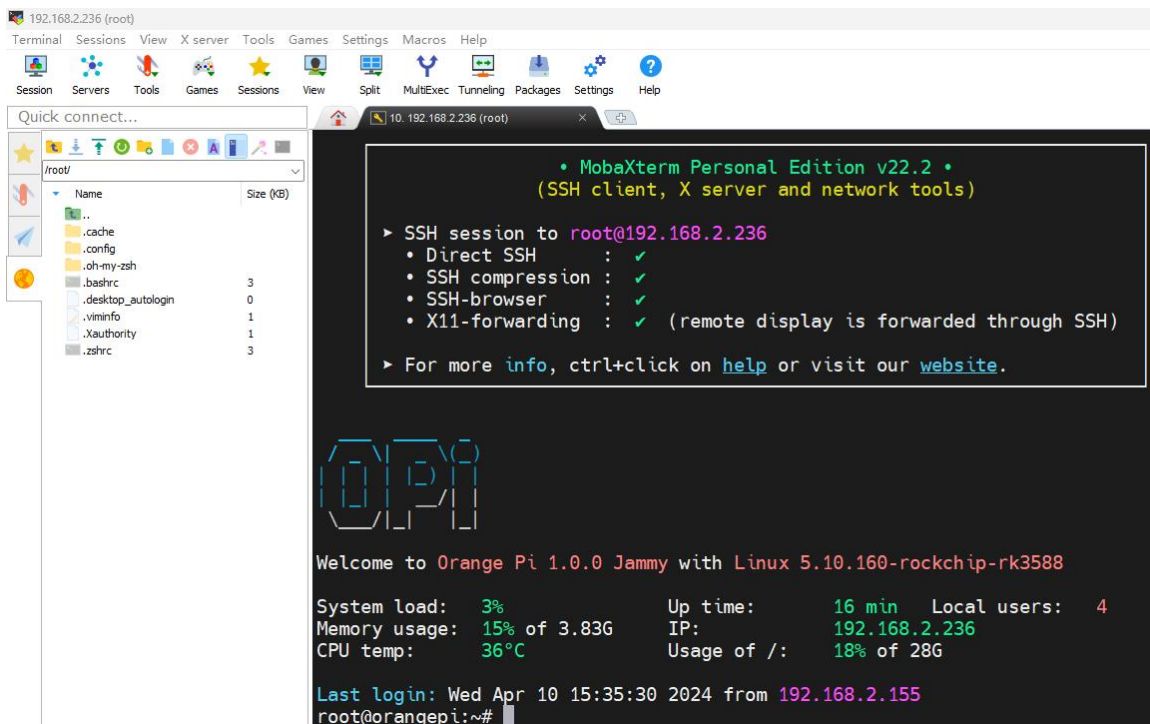 192.168.2.236 (root)
Terminal Sessions View X server Tools Games Settings Macros Help
Session Servers Tools Games Sessions View Split MultiExec Tunneling Packages Settings Help
Quick connect...
10. 192.168.2.236 (root)
/root/
Name Size (KB)
..
.cache
.config
.oh-my-zsh
.bashrc 3
.desktop_autologin 0
.viminfo 1
.Xauthority 1
.zshrc 3
• MobaXterm Personal Edition v22.2 •
(SSH client, X server and network tools)
➤ SSH session to root@192.168.2.236
• Direct SSH : ✔
• SSH compression : ✔
• SSH-browser : ✔
• X11-forwarding : ✔ (remote display is forwarded through SSH)
➤ For more info, ctrl+click on help or visit our website.
OPi
Welcome to Orange Pi 1.0.0 Jammy with Linux 5.10.160-rockchip-rk3588
System load: 3% Up time: 16 min Local users: 4
Memory usage: 15% of 3.83G IP: 192.168.2.236
CPU temp: 36°C Usage of /: 18% of 28G
Last login: Wed Apr 10 15:35:30 2024 from 192.168.2.155
root@orangepi:~#